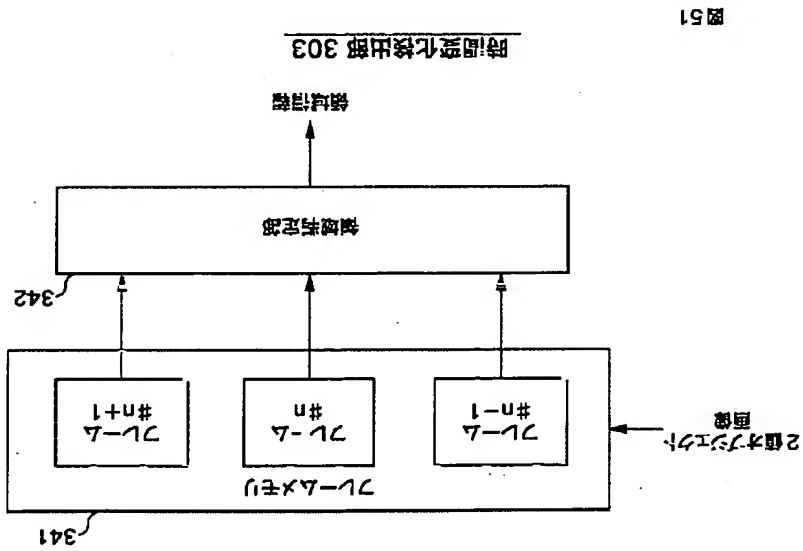 341
フレームメモリ
2値オブジェクト
画像
フレーム
#n-1
フレーム
#n
フレーム
#n+1
342
領域判定部
領域情報
時間変化検出部 303
図51